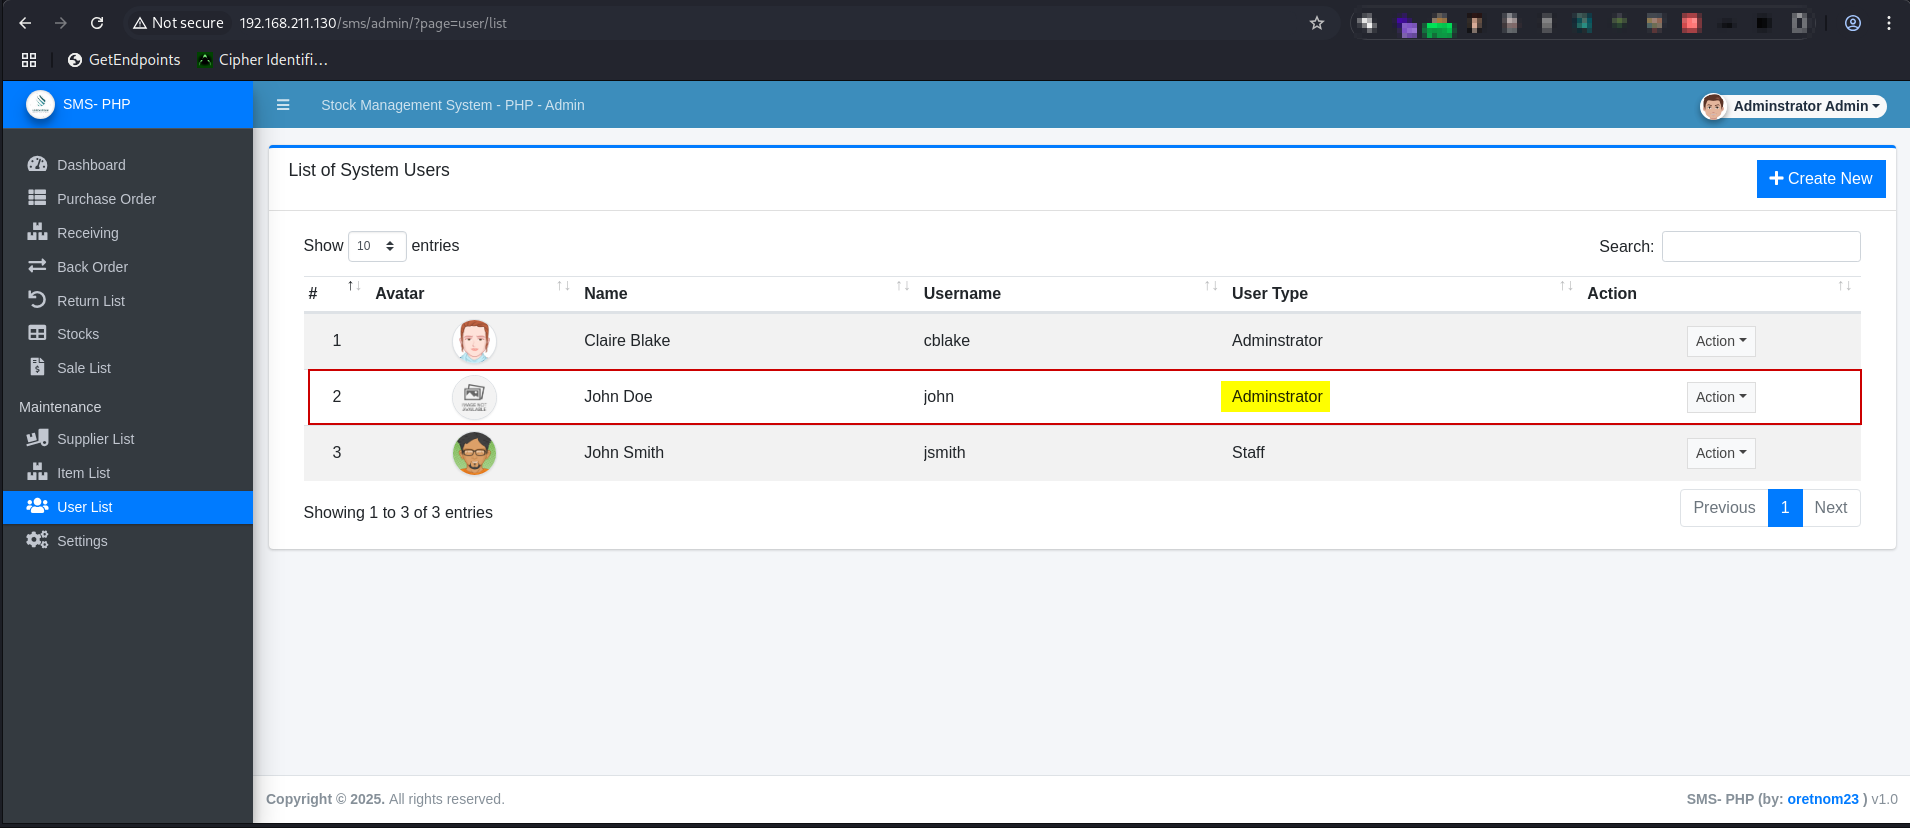 Not secure 192.168.211.130/sms/admin/?page=user/list
GetEndpoints Cipher Identifi...
SMS- PHP
Stock Management System - PHP - Admin
Adminstrator Admin
Dashboard
Purchase Order
Receiving
Back Order
Return List
Stocks
Sale List
Maintenance
Supplier List
Item List
User List
Settings
List of System Users
Create New
Show 10 entries
Search:
# Avatar Name Username User Type Action
1 Claire Blake cblake Adminstrator Action
2 IMAGE NOT AVAILABLE John Doe john Adminstrator Action
3 John Smith jsmith Staff Action
Showing 1 to 3 of 3 entries
Previous 1 Next
Copyright © 2025. All rights reserved.
SMS- PHP (by: oretnom23 ) v1.0